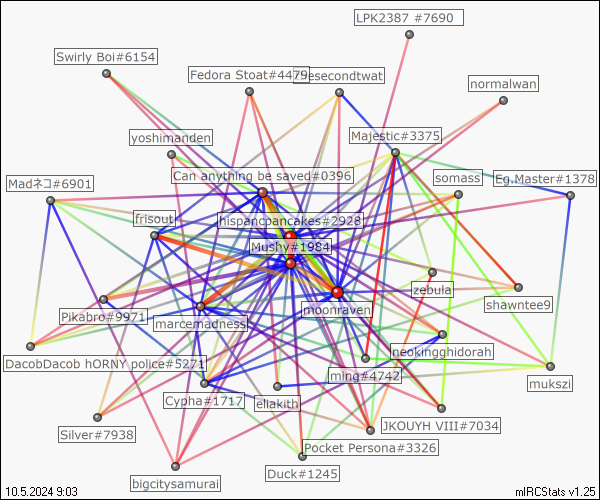 LPK2387 #7690
Swirly Boi#6154
Fedora Stoat#4479
esecondtwat
normalwan
yoshimanden
Majestic#3375
Can anything be saved#0396
somass
Eg.Master#1378
Madネコ#6901
frisout
hispancpancakes#2928
Mushy#1984
zebula
shawntee9
Pikabro#9971
moonraven
marcemadness
neokingghidorah
DacobDacob hORNY police#5271
ming#4742
mukszi
Cypha#1717
eliakith
JKOUYH VIII#7034
Silver#7938
Pocket Persona#3326
Duck#1245
bigcitysamurai
10.5.2024 9:03
mIRCStats v1.25